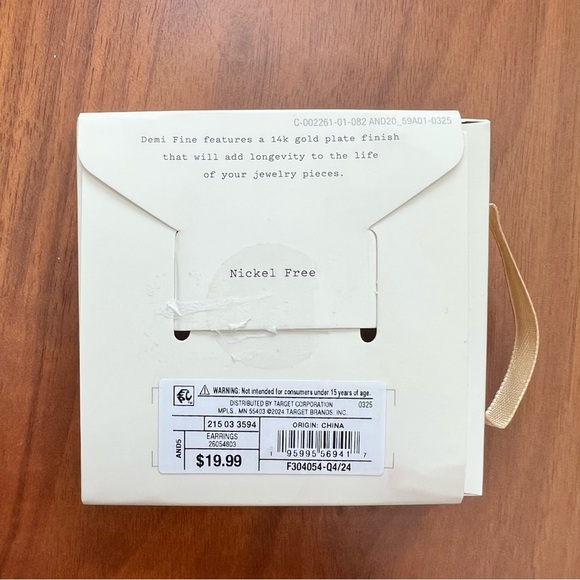 C-002261-01-082 AND20_59A01-0325
Demi Fine features a 14k gold plate finish
that will add longevity to the life
of your jewelry pieces.
Nickel Free
WARNING: Not intended for consumers under 15 years of age.
DISTRIBUTED BY TARGET CORPORATION 0325
MPLS., MN 55403 ©2024 TARGET BRANDS, INC.
AND5
215 03 3594
EARRINGS
26054803
$19.99
ORIGIN: CHINA
1 95995 56941 7
F304054-Q4/24